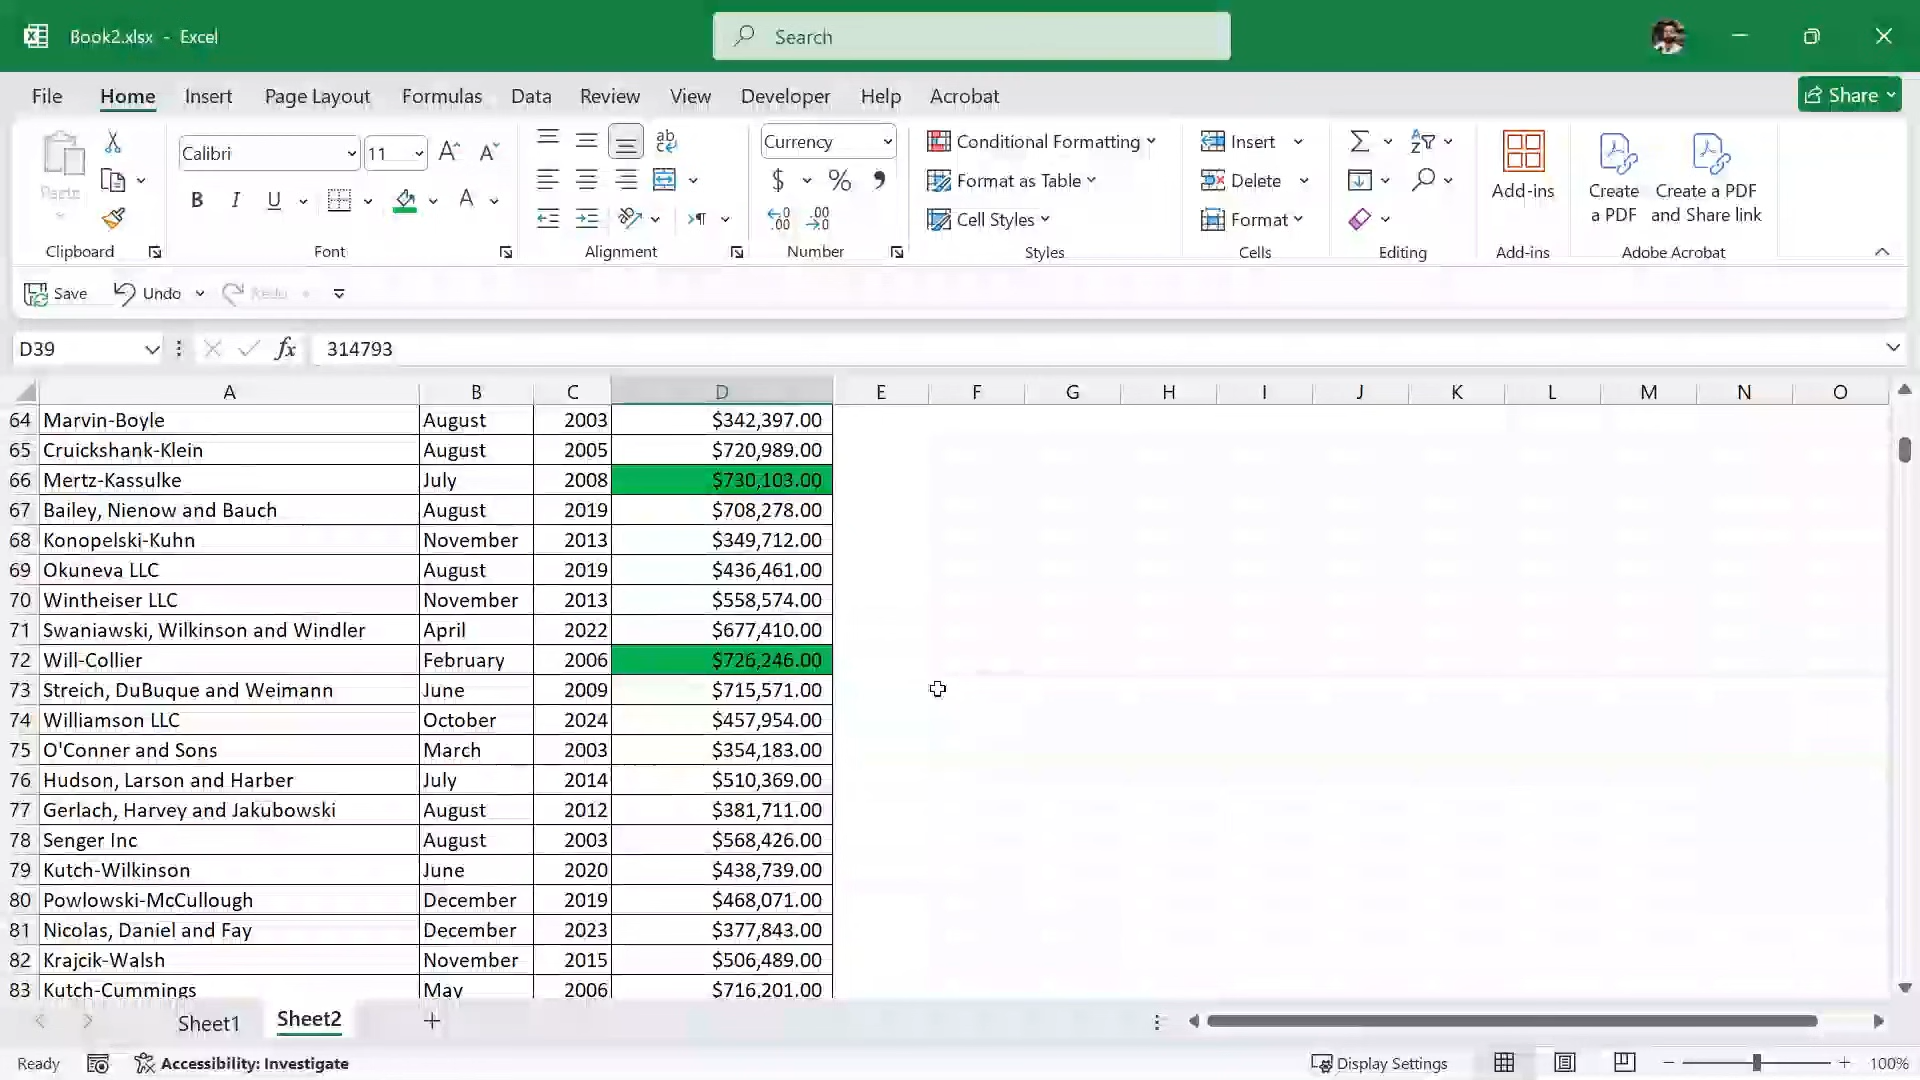 Book2.xlsx - Excel
Search
File Home Insert Page Layout Formulas Data Review View Developer Help Acrobat Share
Paste
Calibri 11
B I U A
ab
Currency
$ % 9
Conditional Formatting
Format as Table
Cell Styles
Insert
Delete
Format
Add-ins
Create a PDF
Create a PDF and Share link
Clipboard Font Alignment Number Styles Cells Editing Add-ins Adobe Acrobat
Save Undo Redo
D39 fx 314793
A B C D E F G H I J K L M N O
64 Marvin-Boyle August 2003 $342,397.00
65 Cruickshank-Klein August 2005 $720,989.00
66 Mertz-Kassulke July 2008 $730,103.00
67 Bailey, Nienow and Bauch August 2019 $708,278.00
68 Konopelski-Kuhn November 2013 $349,712.00
69 Okuneva LLC August 2019 $436,461.00
70 Wintheiser LLC November 2013 $558,574.00
71 Swaniawski, Wilkinson and Windler April 2022 $677,410.00
72 Will-Collier February 2006 $726,246.00
73 Streich, DuBuque and Weimann June 2009 $715,571.00
74 Williamson LLC October 2024 $457,954.00
75 O'Conner and Sons March 2003 $354,183.00
76 Hudson, Larson and Harber July 2014 $510,369.00
77 Gerlach, Harvey and Jakubowski August 2012 $381,711.00
78 Senger Inc August 2003 $568,426.00
79 Kutch-Wilkinson June 2020 $438,739.00
80 Powlowski-McCullough December 2019 $468,071.00
81 Nicolas, Daniel and Fay December 2023 $377,843.00
82 Krajcik-Walsh November 2015 $506,489.00
83 Kutch-Cummings May 2006 $716,201.00
Sheet1 Sheet2
Ready Accessibility: Investigate Display Settings 100%